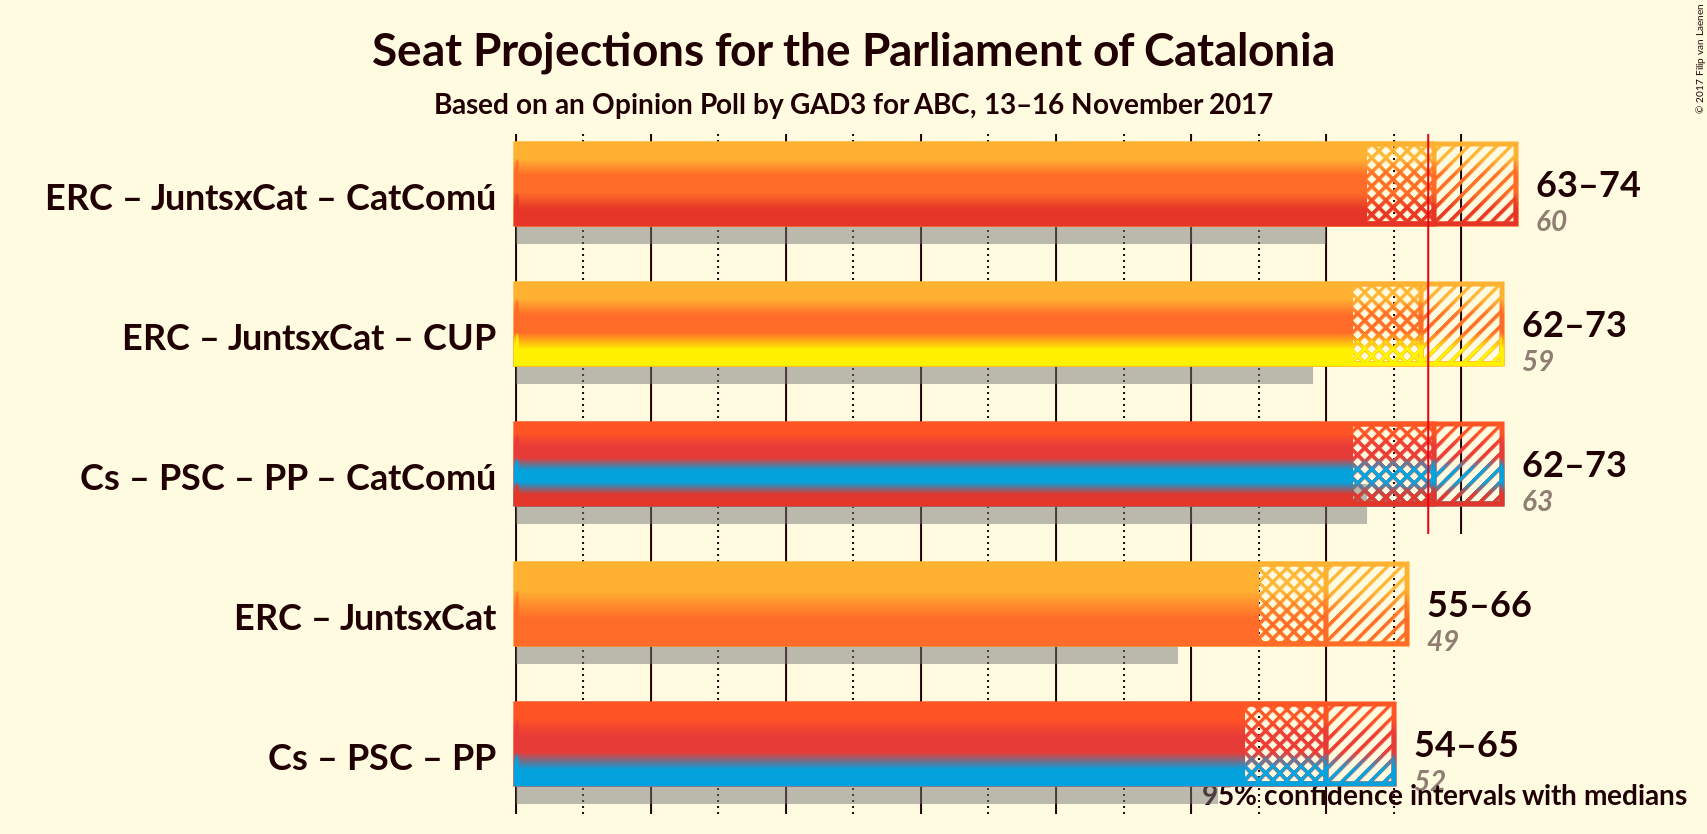 Seat Projections for the Parliament of Catalonia
Based on an Opinion Poll by GAD3 for ABC, 13–16 November 2017
© 2017 Filip van Laenen
ERC – JuntsxCat – CatComú
63–74
60
ERC – JuntsxCat – CUP
62–73
59
Cs – PSC – PP – CatComú
62–73
63
ERC – JuntsxCat
55–66
49
Cs – PSC – PP
54–65
52
95% confidence intervals with medians